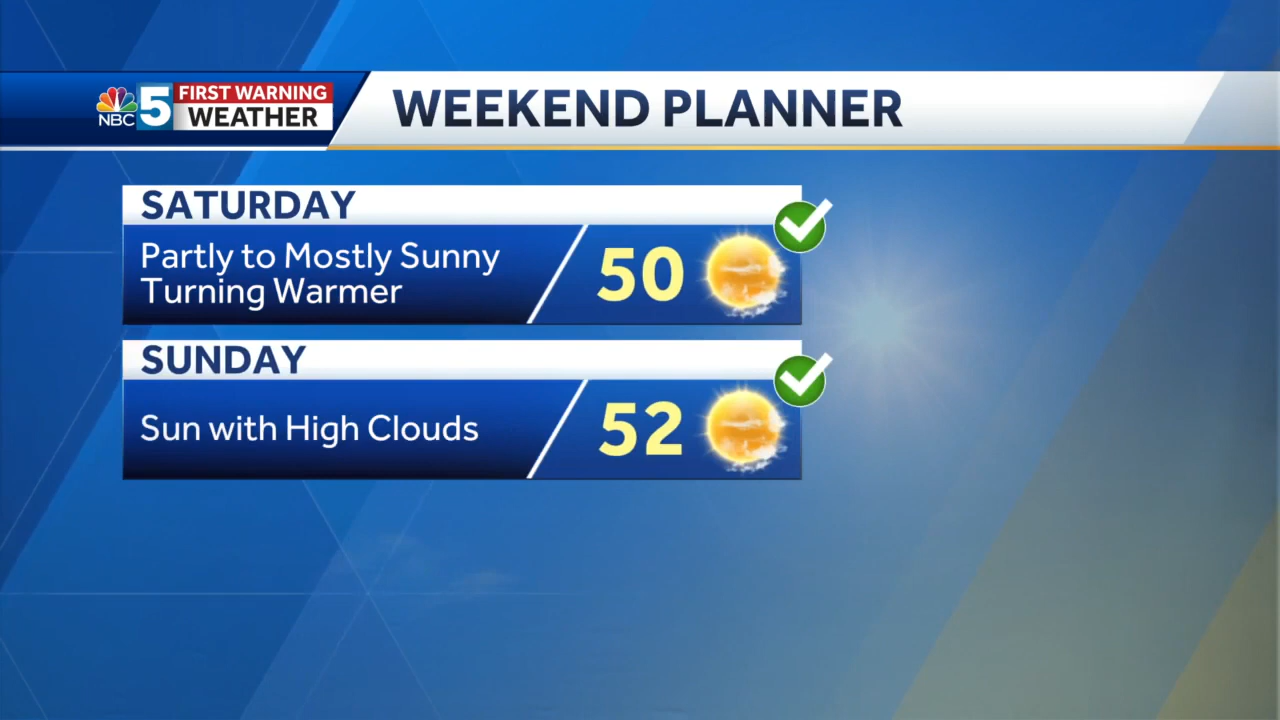 NBC 5 FIRST WARNING
WEATHER
WEEKEND PLANNER
SATURDAY
Partly to Mostly Sunny
Turning Warmer
50
SUNDAY
Sun with High Clouds
52